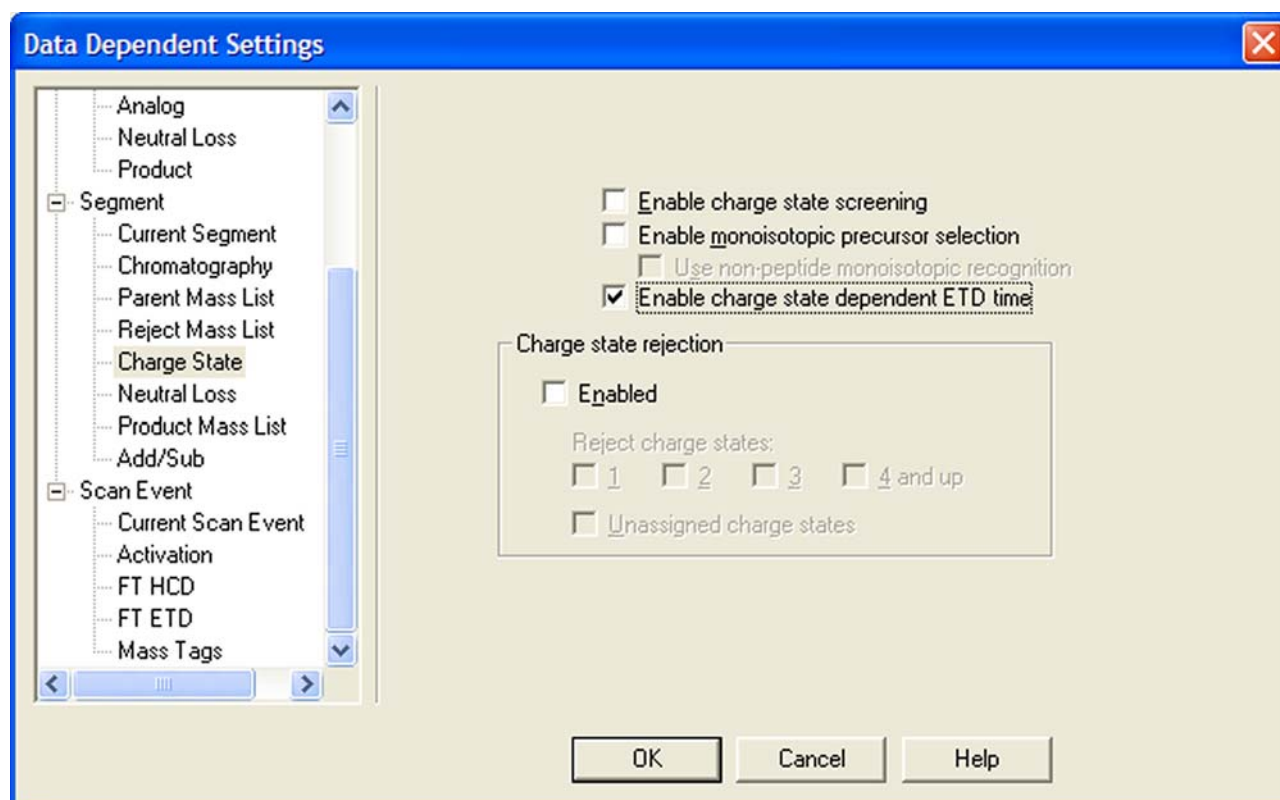 Data Dependent Settings
Analog
Neutral Loss
Product
Segment
Current Segment
Chromatography
Parent Mass List
Reject Mass List
Charge State
Neutral Loss
Product Mass List
Add/Sub
Scan Event
Current Scan Event
Activation
FT HCD
FT ETD
Mass Tags
Enable charge state screening
Enable monoisotopic precursor selection
Use non-peptide monoisotopic recognition
Enable charge state dependent ETD time
Charge state rejection
Enabled
Reject charge states:
1 2 3 4 and up
Unassigned charge states
OK Cancel Help